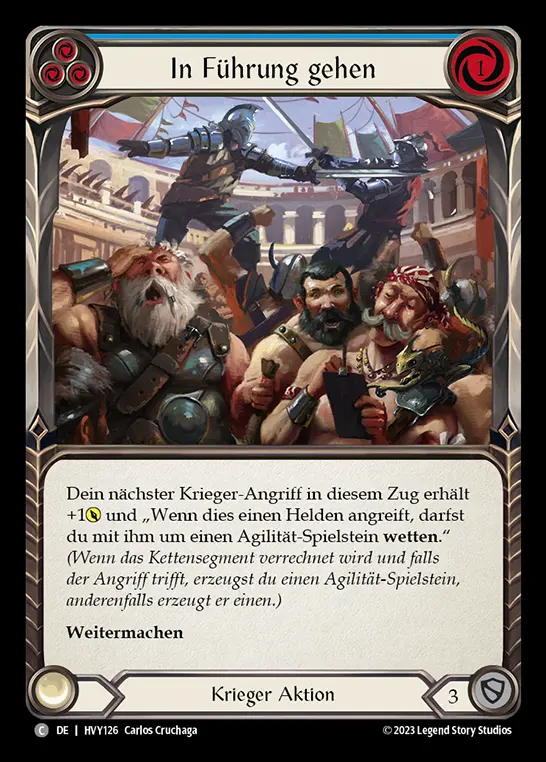 In Führung gehen
1
Dein nächster Krieger-Angriff in diesem Zug erhält
+1 und „Wenn dies einen Helden angreift, darfst
du mit ihm um einen Agilität-Spielstein wetten.“
(Wenn das Kettensegment verrechnet wird und falls
der Angriff trifft, erzeugst du einen Agilität-Spielstein,
anderenfalls erzeugt er einen.)
Weitermachen
Krieger Aktion
3
C DE | HVY126 Carlos Cruchaga
© 2023 Legend Story Studios